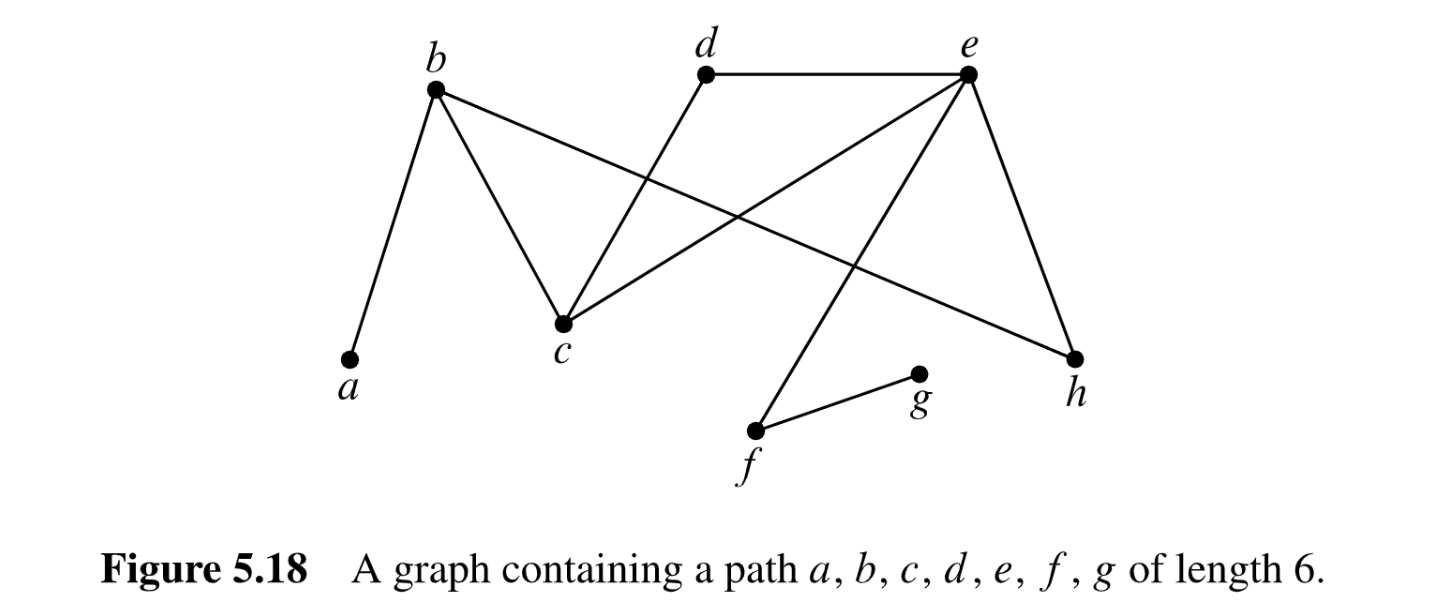 b
d
e
c
a
g
h
f
Figure 5.18 A graph containing a path a, b, c, d, e, f, g of length 6.